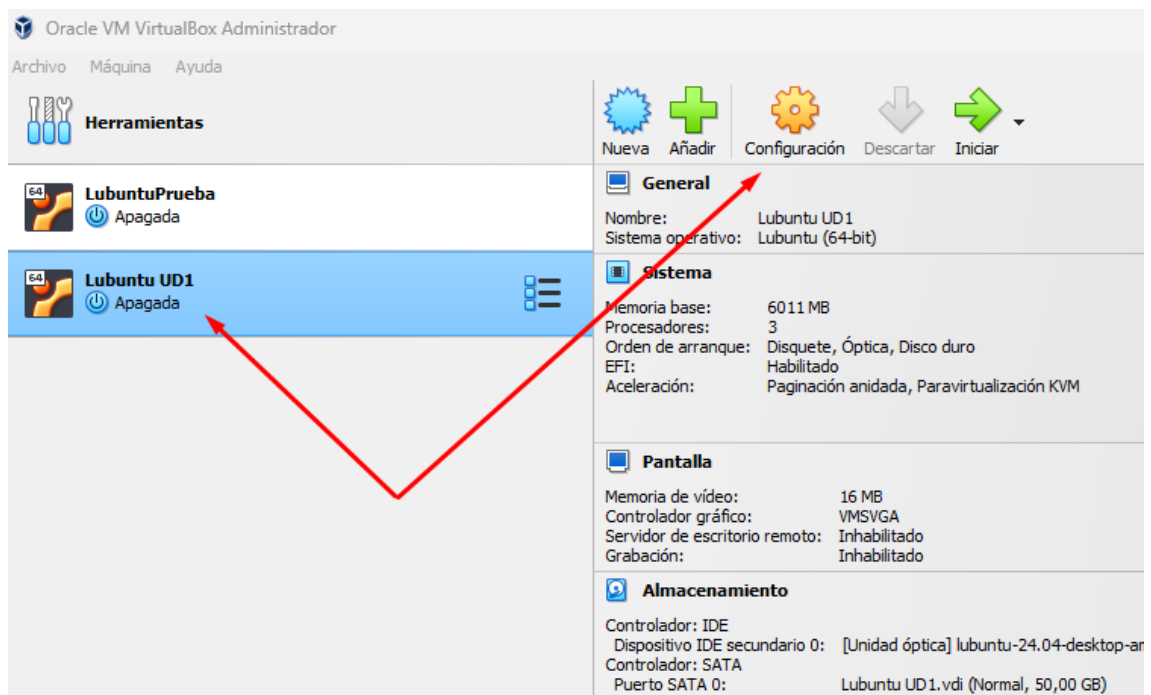 Oracle VM VirtualBox Administrador
Archivo Máquina Ayuda
Herramientas
64
LubuntuPrueba
Apagada
64
Lubuntu UD1
Apagada
Nueva Añadir Configuración Descartar Iniciar
General
Nombre: Lubuntu UD1
Sistema operativo: Lubuntu (64-bit)
Sistema
Memoria base: 6011 MB
Procesadores: 3
Orden de arranque: Disquete, Óptica, Disco duro
EFI: Habilitado
Aceleración: Paginación anidada, Paravirtualización KVM
Pantalla
Memoria de vídeo: 16 MB
Controlador gráfico: VMSVGA
Servidor de escritorio remoto: Inhabilitado
Grabación: Inhabilitado
Almacenamiento
Controlador: IDE
Dispositivo IDE secundario 0: [Unidad óptica] lubuntu-24.04-desktop-ar
Controlador: SATA
Puerto SATA 0: Lubuntu UD1.vdi (Normal, 50,00 GB)